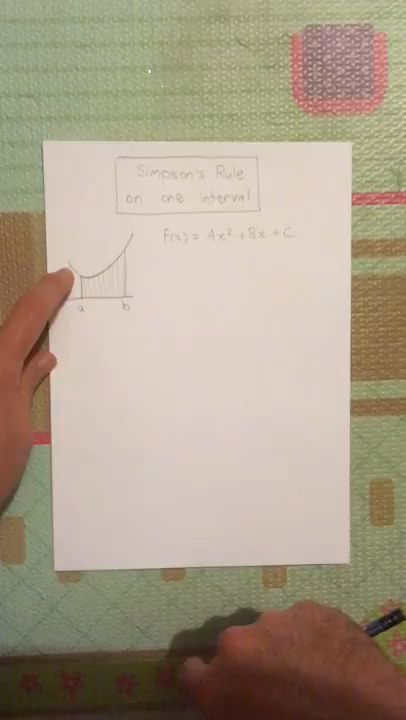 Simpson's Rule
on one interval
f(x) = Ax² + Bx + C
a b